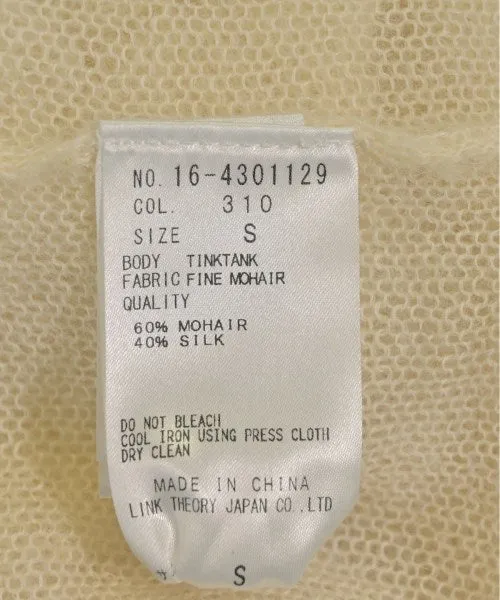 NO. 16-4301129
COL. 310
SIZE S
BODY TINKTANK
FABRIC FINE MOHAIR
QUALITY
60% MOHAIR
40% SILK
DO NOT BLEACH
COOL IRON USING PRESS CLOTH
DRY CLEAN
MADE IN CHINA
LINK THEORY JAPAN CO.,LTD
S